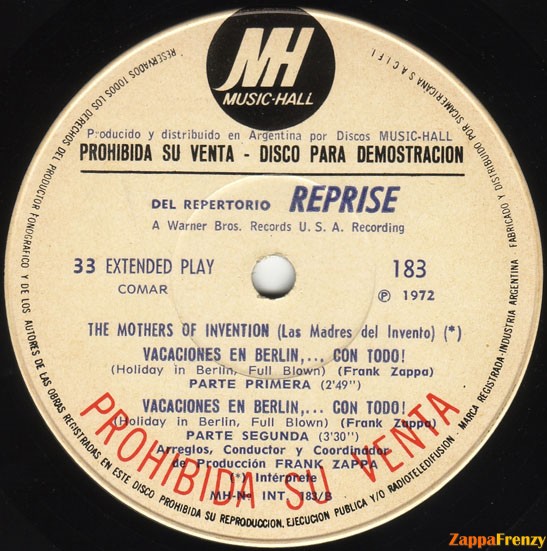 MH
MUSIC-HALL
Producido y distribuido en Argentina por Discos MUSIC-HALL
PROHIBIDA SU VENTA - DISCO PARA DEMOSTRACION
DEL REPERTORIO REPRISE
A Warner Bros. Records U. S. A. Recording
33 EXTENDED PLAY 183
COMAR ℗ 1972
THE MOTHERS OF INVENTION (Las Madres del Invento) (*)
VACACIONES EN BERLIN,... CON TODO!
(Holiday in Berlin, Full Blown) (Frank Zappa)
PARTE PRIMERA (2'49")
VACACIONES EN BERLIN,... CON TODO!
(Holiday in Berlin, Full Blown) (Frank Zappa)
PARTE SEGUNDA (3'30")
Arreglos, Conductor y Coordinador
de Producción FRANK ZAPPA
(*) Intérprete
MH-Nº INT. 183/B
PROHIBIDA SU VENTA
RESERVADOS TODOS LOS DERECHOS DEL PRODUCTOR FONOGRAFICO Y DE LOS AUTORES DE LAS OBRAS REGISTRADAS EN ESTE DISCO PROHIBIDA SU REPRODUCCION, EJECUCION PUBLICA Y/O RADIOTELEDIFUSION. MARCA REGISTRADA-INDUSTRIA ARGENTINA FABRICADO Y DISTRIBUIDO POR SICAMERICANA S.A.C.I.F.I.
ZappaFrenzy